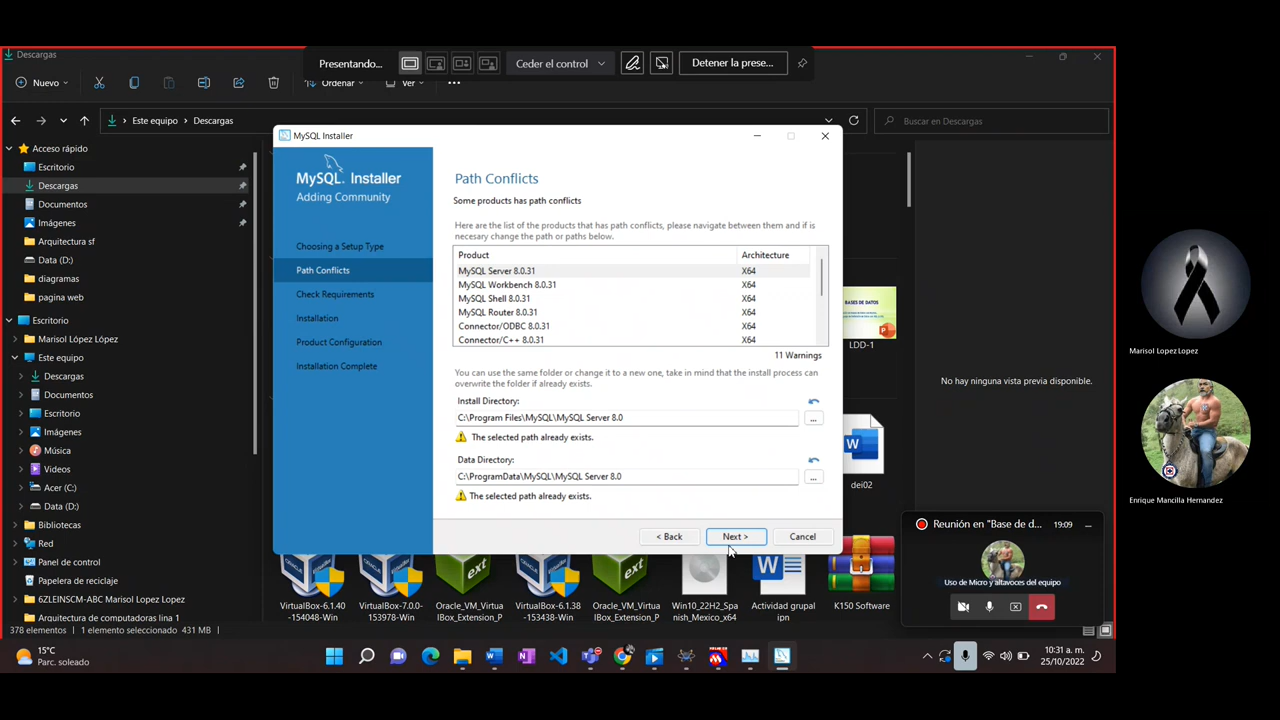 Descargas
Presentando...
Ceder el control
Detener la prese...
Nuevo
Ordenar
Ver
Este equipo > Descargas
Buscar en Descargas
Acceso rápido
Escritorio
Descargas
Documentos
Imágenes
Arquitectura sf
Data (D:)
diagramas
pagina web
Escritorio
Marisol López López
Este equipo
Descargas
Documentos
Escritorio
Imágenes
Música
Videos
Acer (C:)
Data (D:)
Bibliotecas
Red
Panel de control
Papelera de reciclaje
6ZLEINSCM-ABC Marisol Lopez Lopez
Arquitectura de computadoras lina 1
378 elementos
1 elemento seleccionado 431 MB
MySQL Installer
MySQL. Installer
Adding Community
Choosing a Setup Type
Path Conflicts
Check Requirements
Installation
Product Configuration
Installation Complete
Path Conflicts
Some products has path conflicts
Here are the list of the products that has path conflicts, please navigate between them and if is
necesary change the path or paths below.
Product Architecture
MySQL Server 8.0.31 X64
MySQL Workbench 8.0.31 X64
MySQL Shell 8.0.31 X64
MySQL Router 8.0.31 X64
Connector/ODBC 8.0.31 X64
Connector/C++ 8.0.31 X64
11 Warnings
You can use the same folder or change it to a new one, take in mind that the install process can
overwrite the folder if already exists.
Install Directory:
C:\Program Files\MySQL\MySQL Server 8.0
...
The selected path already exists.
Data Directory:
C:\ProgramData\MySQL\MySQL Server 8.0
...
The selected path already exists.
< Back
Next >
Cancel
BASES DE DATOS
LDD-1
dei02
No hay ninguna vista previa disponible.
VirtualBox-6.1.40
-154048-Win
VirtualBox-7.0.0-
153978-Win
Oracle_VM_Virtua
lBox_Extension_P
VirtualBox-6.1.38
-153438-Win
Oracle_VM_Virtua
lBox_Extension_P
Win10_22H2_Spa
nish_Mexico_x64
Actividad grupal
ipn
K150 Software
Reunión en "Base de d...
19:09
Uso de Micro y altavoces del equipo
Marisol Lopez Lopez
Enrique Mancilla Hernandez
15°C
Parc. soleado
10:31 a. m.
25/10/2022